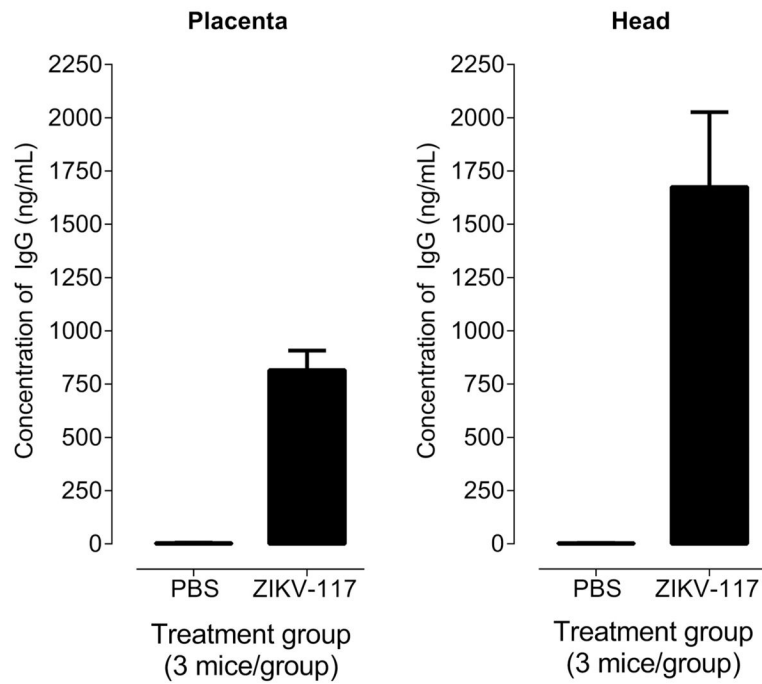 Placenta
Concentration of IgG (ng/mL)
2250
2000
1750
1500
1250
1000
750
500
250
0
PBS ZIKV-117
Treatment group
(3 mice/group)
Head
Concentration of IgG (ng/mL)
2250
2000
1750
1500
1250
1000
750
500
250
0
PBS ZIKV-117
Treatment group
(3 mice/group)